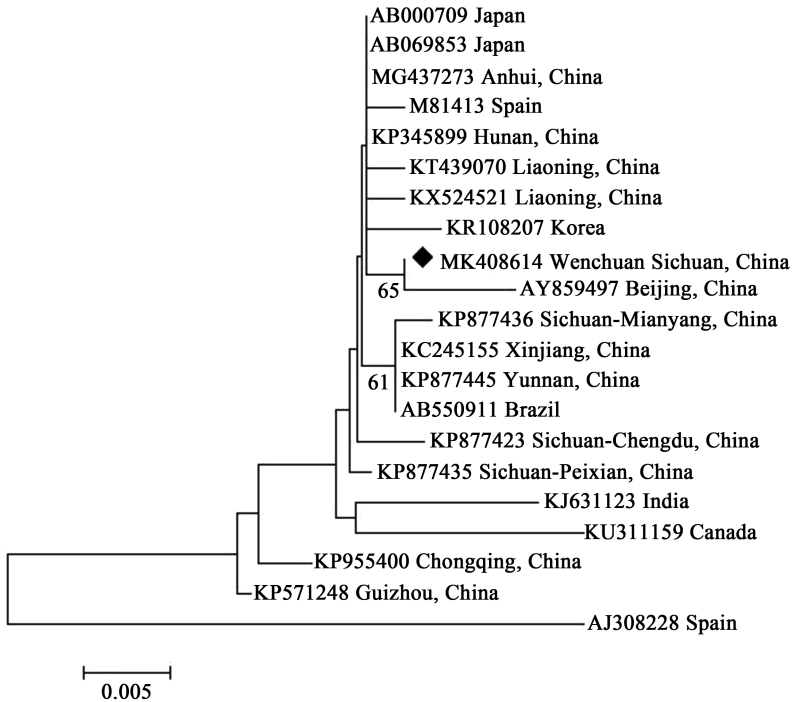 AB000709 Japan
AB069853 Japan
MG437273 Anhui, China
M81413 Spain
KP345899 Hunan, China
KT439070 Liaoning, China
KX524521 Liaoning, China
KR108207 Korea
MK408614 Wenchuan Sichuan, China
65
AY859497 Beijing, China
KP877436 Sichuan-Mianyang, China
KC245155 Xinjiang, China
61
KP877445 Yunnan, China
AB550911 Brazil
KP877423 Sichuan-Chengdu, China
KP877435 Sichuan-Peixian, China
KJ631123 India
KU311159 Canada
KP955400 Chongqing, China
KP571248 Guizhou, China
AJ308228 Spain
0.005